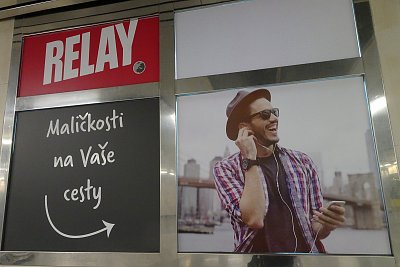 RELAY
Maličkosti
na Vaše
cesty